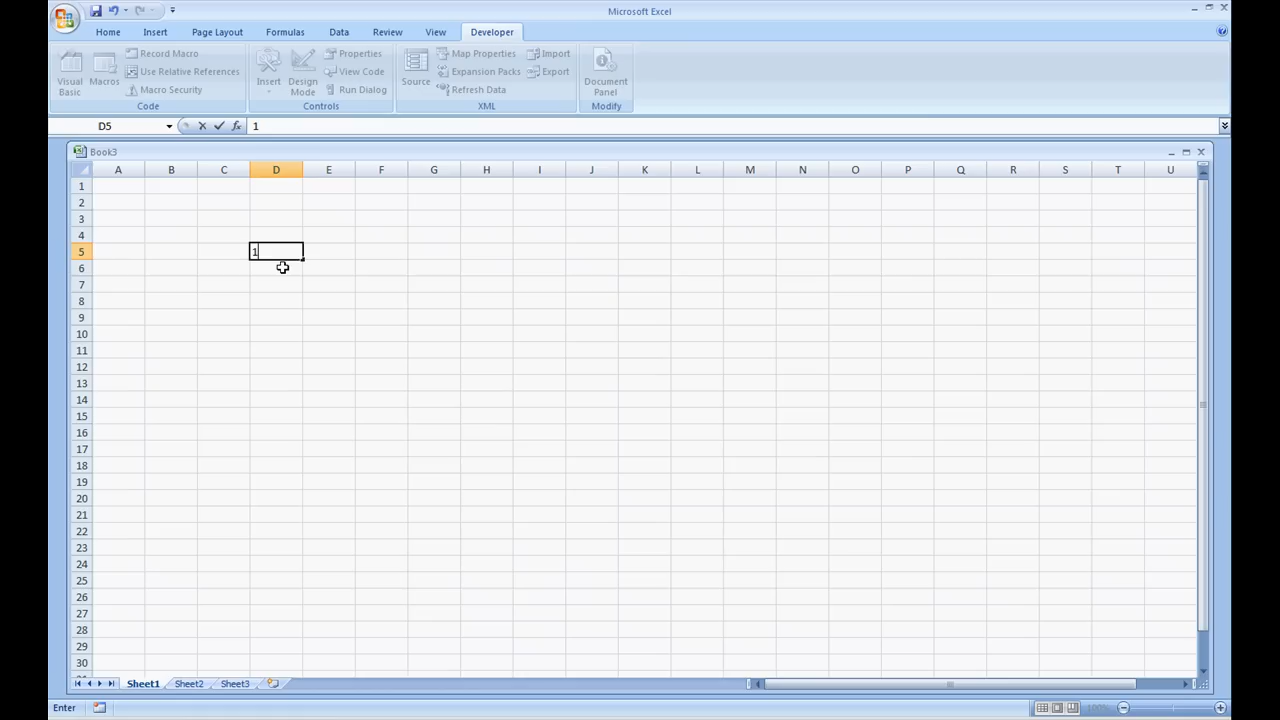 Microsoft Excel
Home Insert Page Layout Formulas Data Review View Developer
Visual Basic
Macros
Record Macro
Use Relative References
Macro Security
Code
Insert
Design Mode
Properties
View Code
Run Dialog
Controls
Source
Map Properties
Expansion Packs
Refresh Data
Import
Export
XML
Document Panel
Modify
D5 fx 1
Book3
A B C D E F G H I J K L M N O P Q R S T U
1
2
3
4
5 1
6
7
8
9
10
11
12
13
14
15
16
17
18
19
20
21
22
23
24
25
26
27
28
29
30
Sheet1 Sheet2 Sheet3
Enter 100%